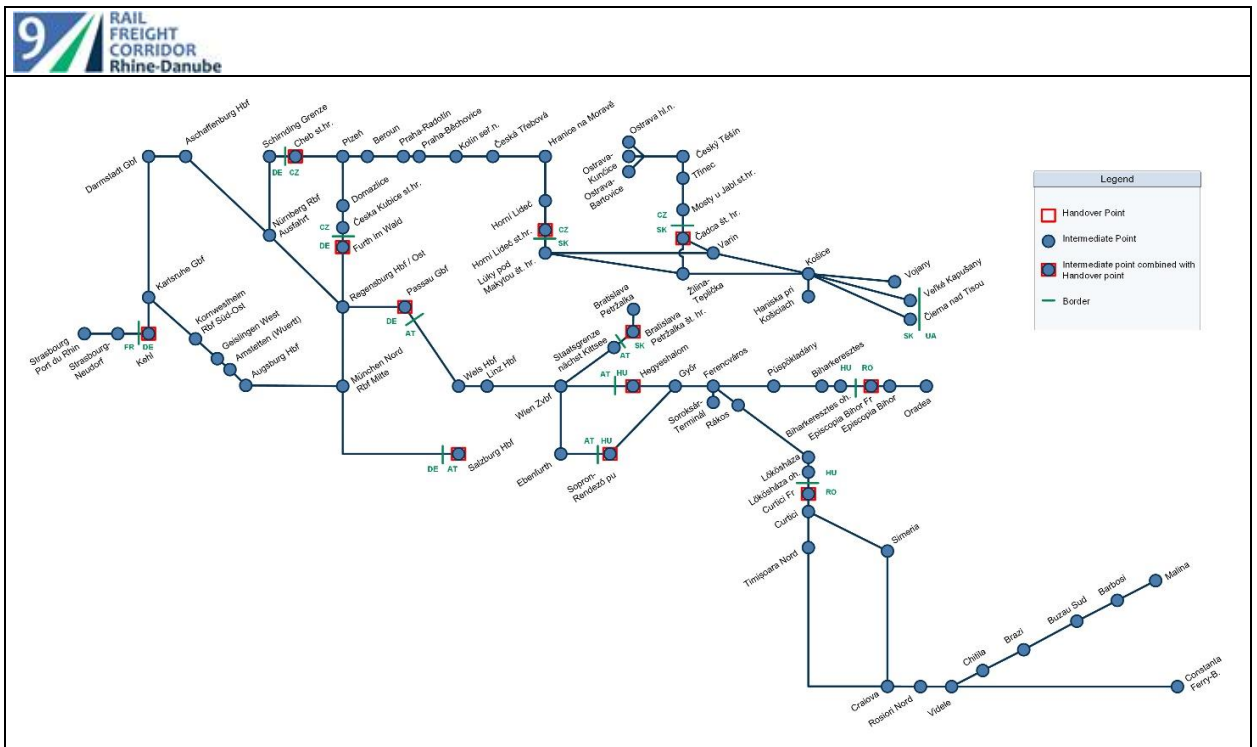 9
RAIL
FREIGHT
CORRIDOR
Rhine-Danube
Darmstadt Gbf
Aschaffenburg Hbf
Schirnding Grenze
Cheb st.hr.
DE CZ
Plzeň
Beroun
Praha-Radotín
Praha-Běchovice
Kolín seř.n.
Česká Třebová
Hranice na Moravě
Ostrava hl.n.
Ostrava-
Kunčice
Ostrava-
Bartovice
Český Těšín
Třinec
Mosty u Jabl.st.hr.
CZ
SK
Čadca št. hr.
Varín
Legend
Handover Point
Intermediate Point
Intermediate point combined with
Handover point
Border
Nürnberg Rbf
Ausfahrt
Domazlice
Česka Kubice st.hr.
CZ
DE
Furth im Wald
Horní Lideč
Horní Lideč st.hr.
CZ
SK
Lúky pod
Makytou št. hr.
Žilina-
Teplička
Košice
Haniska pri
Košiciach
Vojany
Veľké Kapušany
Čierna nad Tisou
SK UA
Karlsruhe Gbf
Kornwestheim
Rbf Süd-Ost
Geislingen West
Amstetten (Wuertt)
Augsburg Hbf
Strasbourg
Port du Rhin
Strasbourg-
Neudorf
FR DE
Kehl
Regensburg Hbf / Ost
Passau Gbf
DE
AT
München Nord
Rbf Mitte
Wels Hbf
Linz Hbf
Wien Zvbf
Staatsgrenze
nächst Kittsee
Bratislava
Petržalka
Bratislava
Petržalka št. hr.
AT
SK
AT HU
Hegyeshalom
Győr
Ferencváros
Soroksár-
Terminál
Rákos
Püspökladány
Biharkeresztes
Biharkeresztes oh.
HU RO
Episcopia Bihor Fr
Episcopia Bihor
Oradea
DE AT
Salzburg Hbf
Ebenfurth
AT HU
Sopron-
Rendező pu
Lőkösháza
Lőkösháza oh.
HU
RO
Curtici Fr
Curtici
Timișoara Nord
Simeria
Craiova
Rosiori Nord
Videle
Chitila
Brazi
Buzau Sud
Barbosi
Malina
Constanta
Ferry-B.